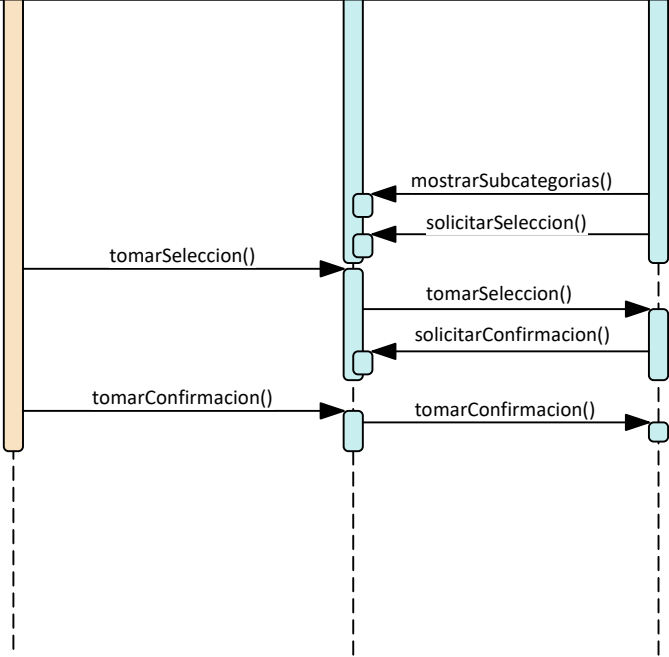 mostrarSubcategorias()
solicitarSeleccion()
tomarSeleccion()
tomarSeleccion()
solicitarConfirmacion()
tomarConfirmacion()
tomarConfirmacion()